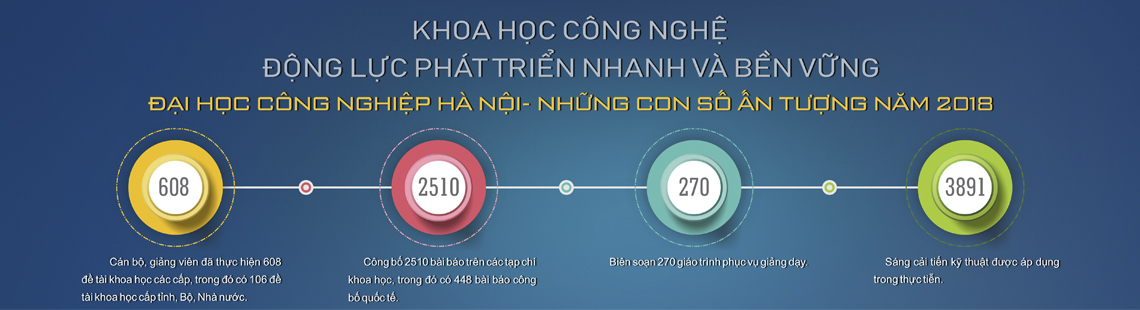 KHOA HỌC CÔNG NGHỆ
ĐỘNG LỰC PHÁT TRIỂN NHANH VÀ BỀN VỮNG
ĐẠI HỌC CÔNG NGHIỆP HÀ NỘI- NHỮNG CON SỐ ẤN TƯỢNG NĂM 2018
608
Cán bộ, giảng viên đã thực hiện 608
đề tài khoa học các cấp, trong đó có 106 đề
tài khoa học cấp tỉnh, Bộ, Nhà nước.
2510
Công bố 2510 bài báo trên các tạp chí
khoa học, trong đó có 448 bài báo công
bố quốc tế.
270
Biên soạn 270 giáo trình phục vụ giảng dạy.
3891
Sáng cải tiến kỹ thuật được áp dụng
trong thực tiễn.